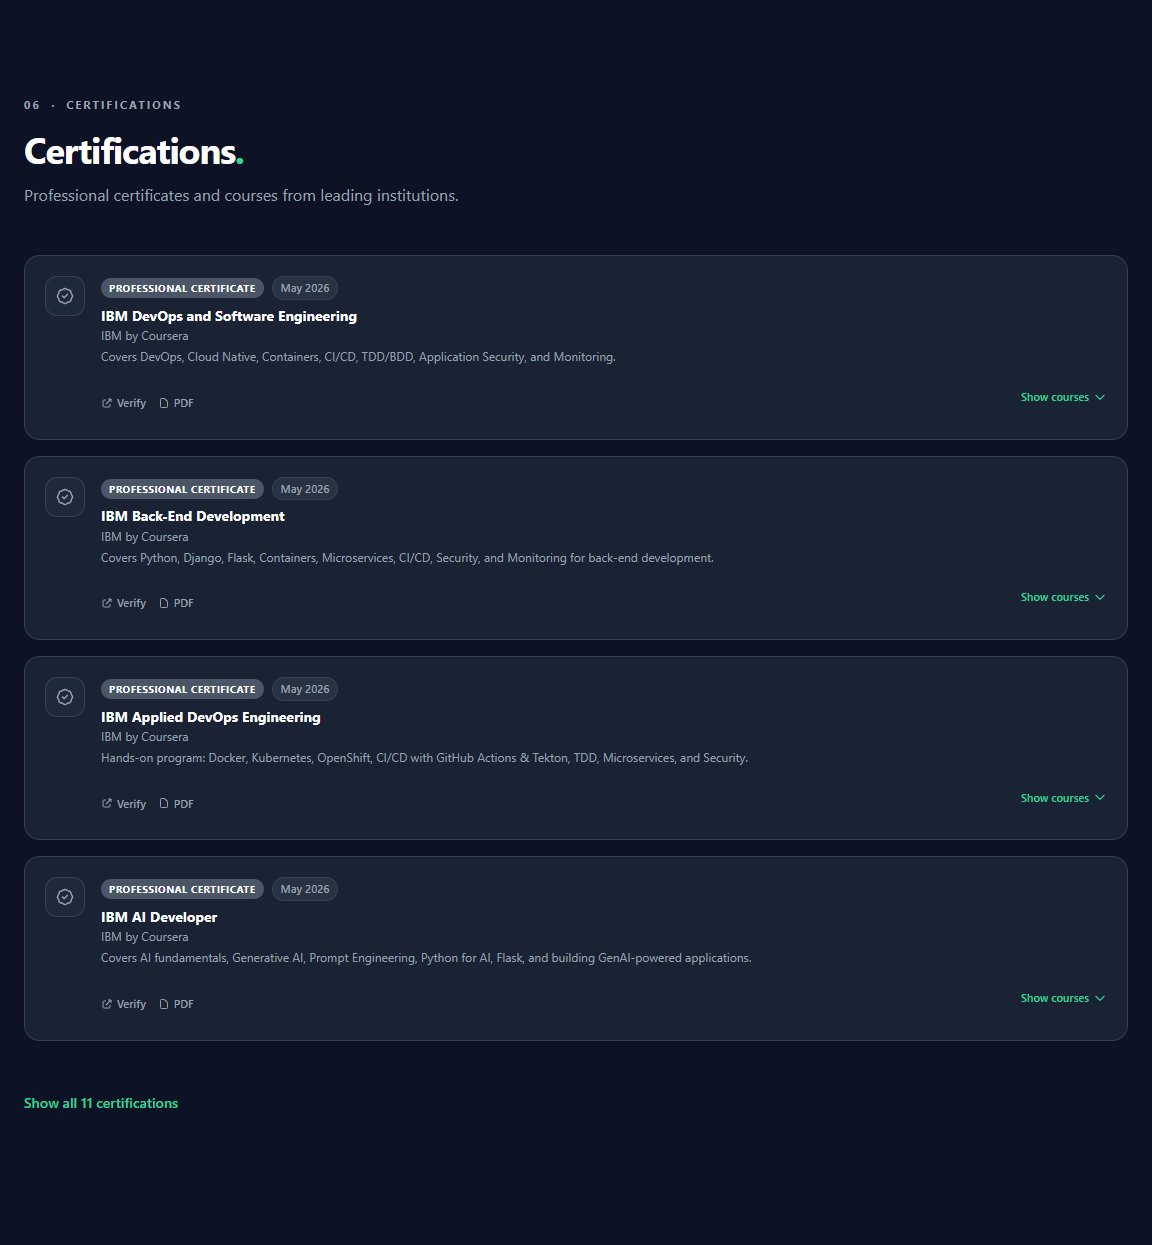 06 · CERTIFICATIONS
Certifications.
Professional certificates and courses from leading institutions.
PROFESSIONAL CERTIFICATE May 2026
IBM DevOps and Software Engineering
IBM by Coursera
Covers DevOps, Cloud Native, Containers, CI/CD, TDD/BDD, Application Security, and Monitoring.
Verify PDF Show courses
PROFESSIONAL CERTIFICATE May 2026
IBM Back-End Development
IBM by Coursera
Covers Python, Django, Flask, Containers, Microservices, CI/CD, Security, and Monitoring for back-end development.
Verify PDF Show courses
PROFESSIONAL CERTIFICATE May 2026
IBM Applied DevOps Engineering
IBM by Coursera
Hands-on program: Docker, Kubernetes, OpenShift, CI/CD with GitHub Actions & Tekton, TDD, Microservices, and Security.
Verify PDF Show courses
PROFESSIONAL CERTIFICATE May 2026
IBM AI Developer
IBM by Coursera
Covers AI fundamentals, Generative AI, Prompt Engineering, Python for AI, Flask, and building GenAI-powered applications.
Verify PDF Show courses
Show all 11 certifications